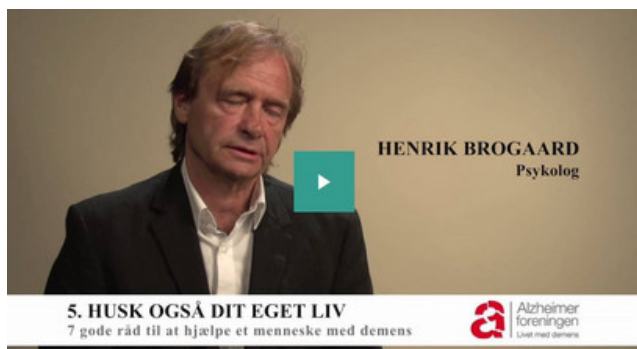 HENRIK BROGAARD
Psykolog
5. HUSK OGSÅ DIT EGET LIV
7 gode råd til at hjælpe et menneske med demens
Alzheimer
foreningen
Livet med demens